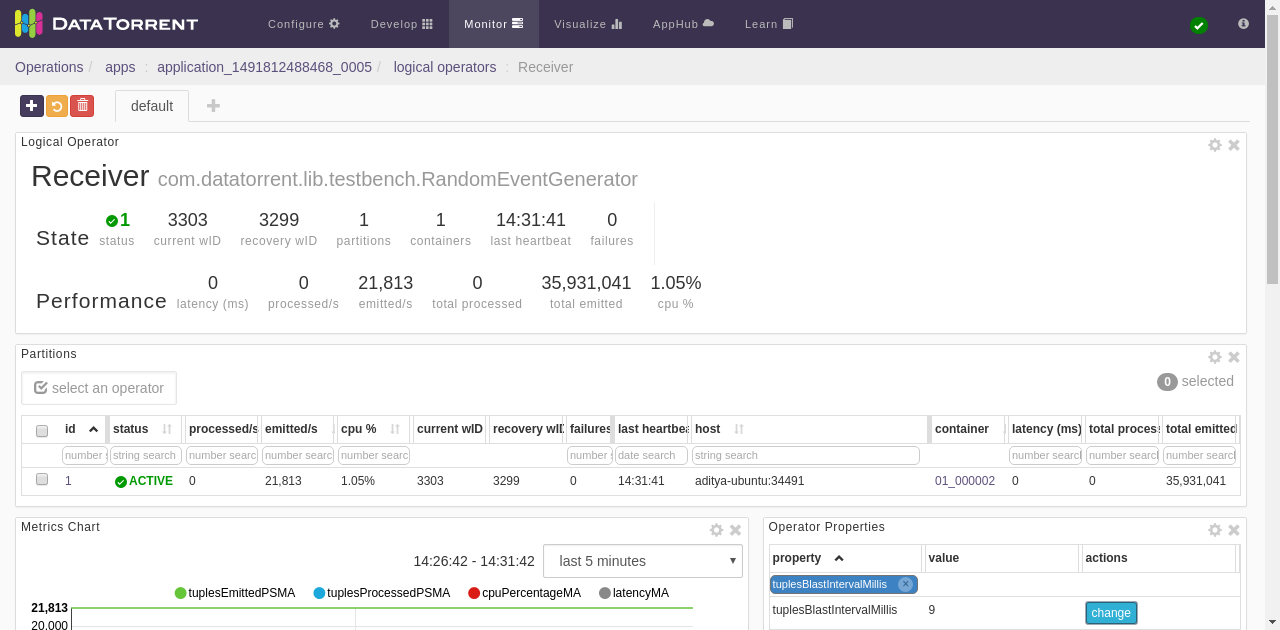 DATATORRENT
Configure Develop Monitor Visualize AppHub Learn
Operations / apps : application_1491812488468_0005 / logical operators : Receiver
default
Logical Operator
Receiver com.datatorrent.lib.testbench.RandomEventGenerator
State
1 3303 3299 1 1 14:31:41 0
status current wID recovery wID partitions containers last heartbeat failures
Performance
0 0 21,813 0 35,931,041 1.05%
latency (ms) processed/s emitted/s total processed total emitted cpu %
Partitions
select an operator
0 selected
id status processed/s emitted/s cpu % current wID recovery wID failures last heartbea host container latency (ms) total proces total emitted
number string search number searc number searc number searc number date search string search number search number search number search
1 ACTIVE 0 21,813 1.05% 3303 3299 0 14:31:41 aditya-ubuntu:34491 01_000002 0 0 35,931,041
Metrics Chart
14:26:42 - 14:31:42 last 5 minutes
tuplesEmittedPSMA tuplesProcessedPSMA cpuPercentageMA latencyMA
21,813
20,000
Operator Properties
property value actions
tuplesBlastIntervalMillis
tuplesBlastIntervalMillis 9 change